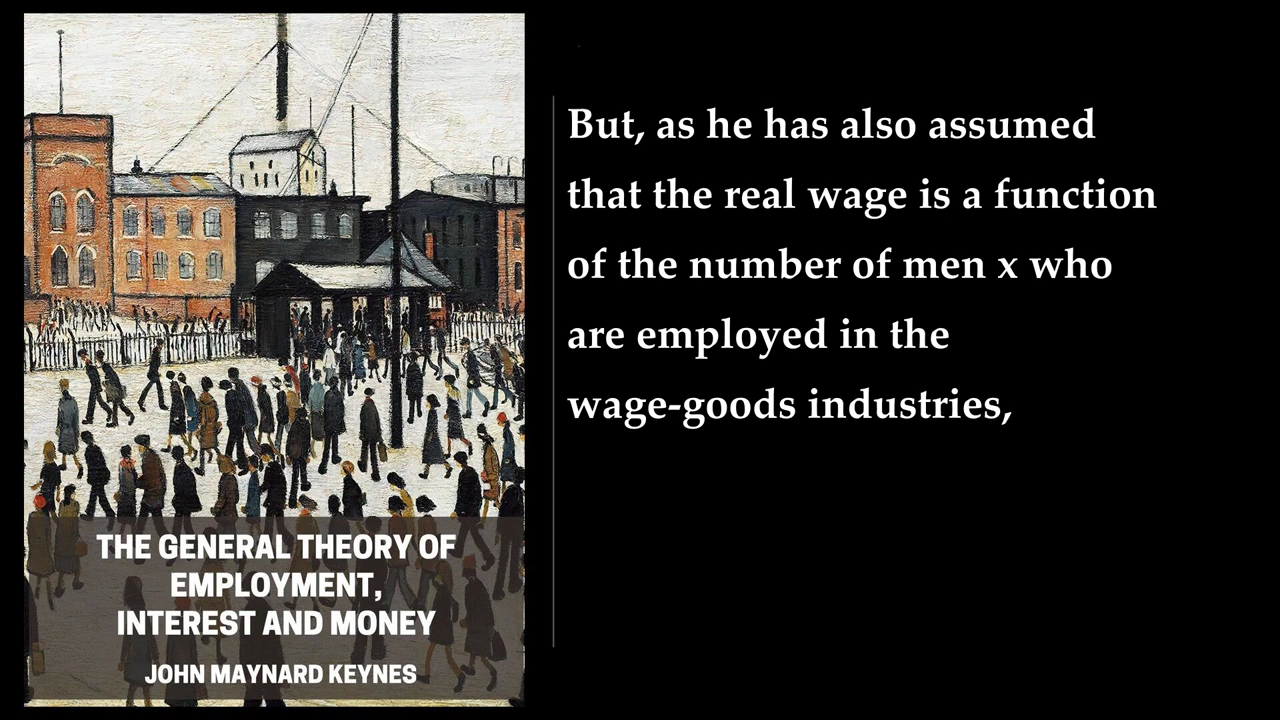 THE GENERAL THEORY OF
EMPLOYMENT,
INTEREST AND MONEY
JOHN MAYNARD KEYNES
But, as he has also assumed
that the real wage is a function
of the number of men x who
are employed in the
wage-goods industries,